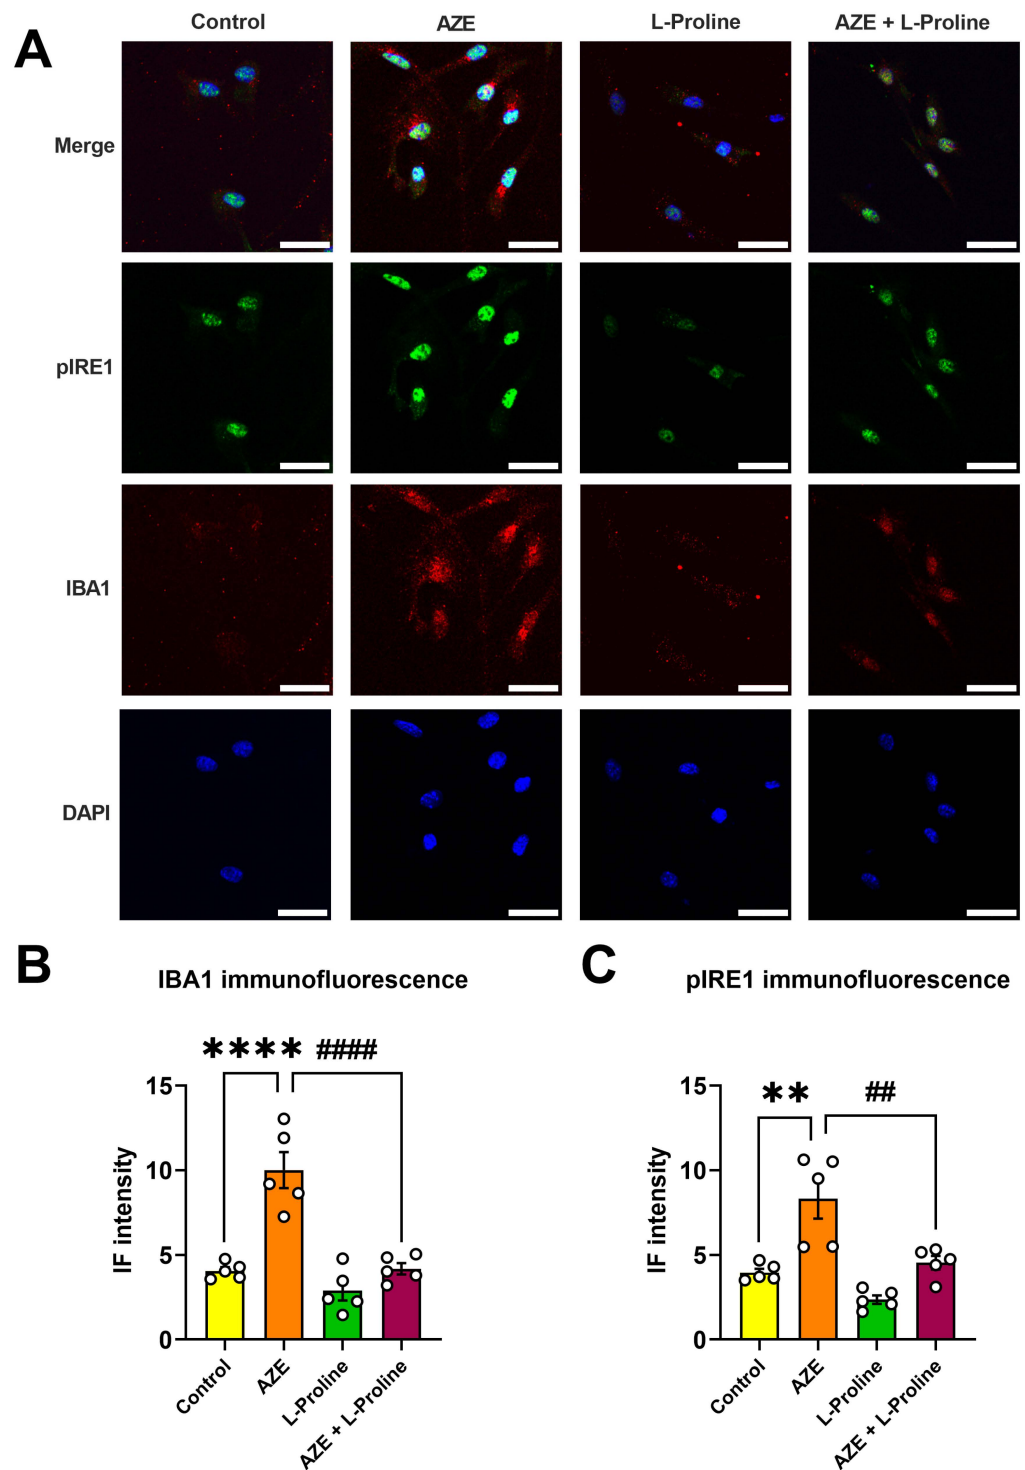 A
Control
AZE
L-Proline
AZE + L-Proline
Merge
pIRE1
IBA1
DAPI
B
IBA1 immunofluorescence
**** ####
IF intensity
15
10
5
0
Control
AZE
L-Proline
AZE + L-Proline
C
pIRE1 immunofluorescence
** ##
IF intensity
15
10
5
0
Control
AZE
L-Proline
AZE + L-Proline